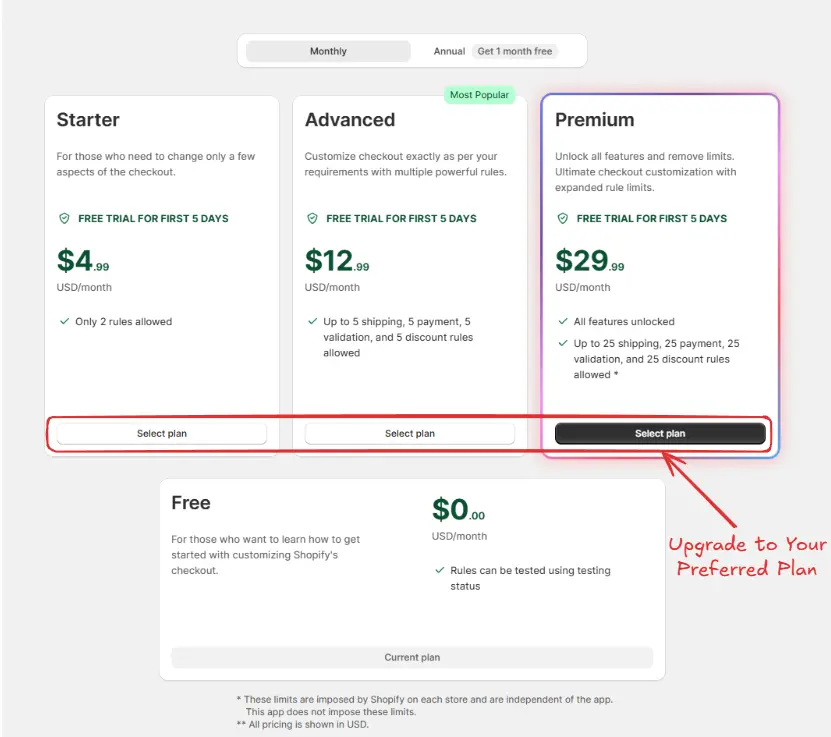 Monthly
Annual Get 1 month free
Most Popular
Starter
For those who need to change only a few
aspects of the checkout.
FREE TRIAL FOR FIRST 5 DAYS
$4.99
USD/month
Only 2 rules allowed
Select plan
Advanced
Customize checkout exactly as per your
requirements with multiple powerful rules.
FREE TRIAL FOR FIRST 5 DAYS
$12.99
USD/month
Up to 5 shipping, 5 payment, 5
validation, and 5 discount rules
allowed
Select plan
Premium
Unlock all features and remove limits.
Ultimate checkout customization with
expanded rule limits.
FREE TRIAL FOR FIRST 5 DAYS
$29.99
USD/month
All features unlocked
Up to 25 shipping, 25 payment, 25
validation, and 25 discount rules
allowed *
Select plan
Upgrade to Your
Preferred Plan
Free
For those who want to learn how to get
started with customizing Shopify's
checkout.
$0.00
USD/month
Rules can be tested using testing
status
Current plan
* These limits are imposed by Shopify on each store and are independent of the app.
This app does not impose these limits.
** All pricing is shown in USD.